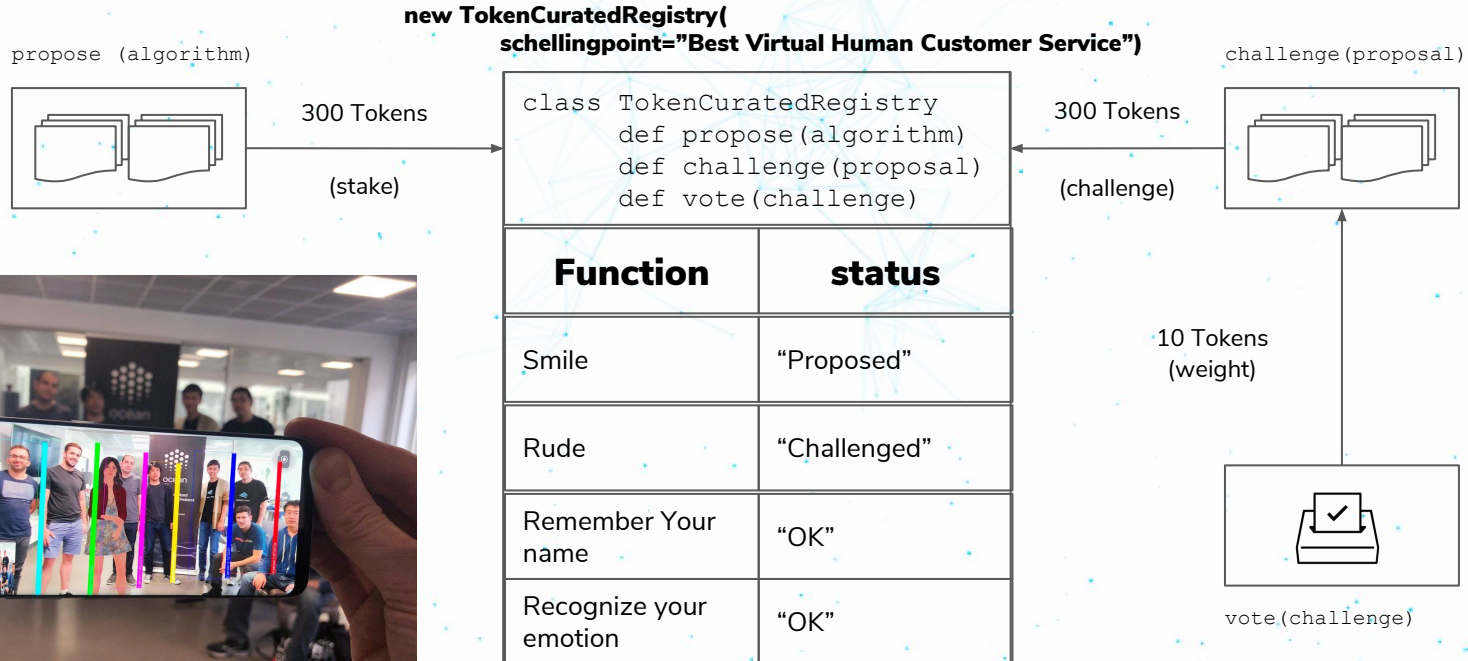 new TokenCuratedRegistry(
schellingpoint=”Best Virtual Human Customer Service”)
propose (algorithm)
300 Tokens
(stake)
class TokenCuratedRegistry
def propose(algorithm)
def challenge(proposal)
def vote(challenge)
300 Tokens
(challenge)
challenge(proposal)
Function status
Smile “Proposed”
Rude “Challenged”
Remember Your
name
“OK”
Recognize your
emotion
“OK”
10 Tokens
(weight)
vote(challenge)
ocean
ocean